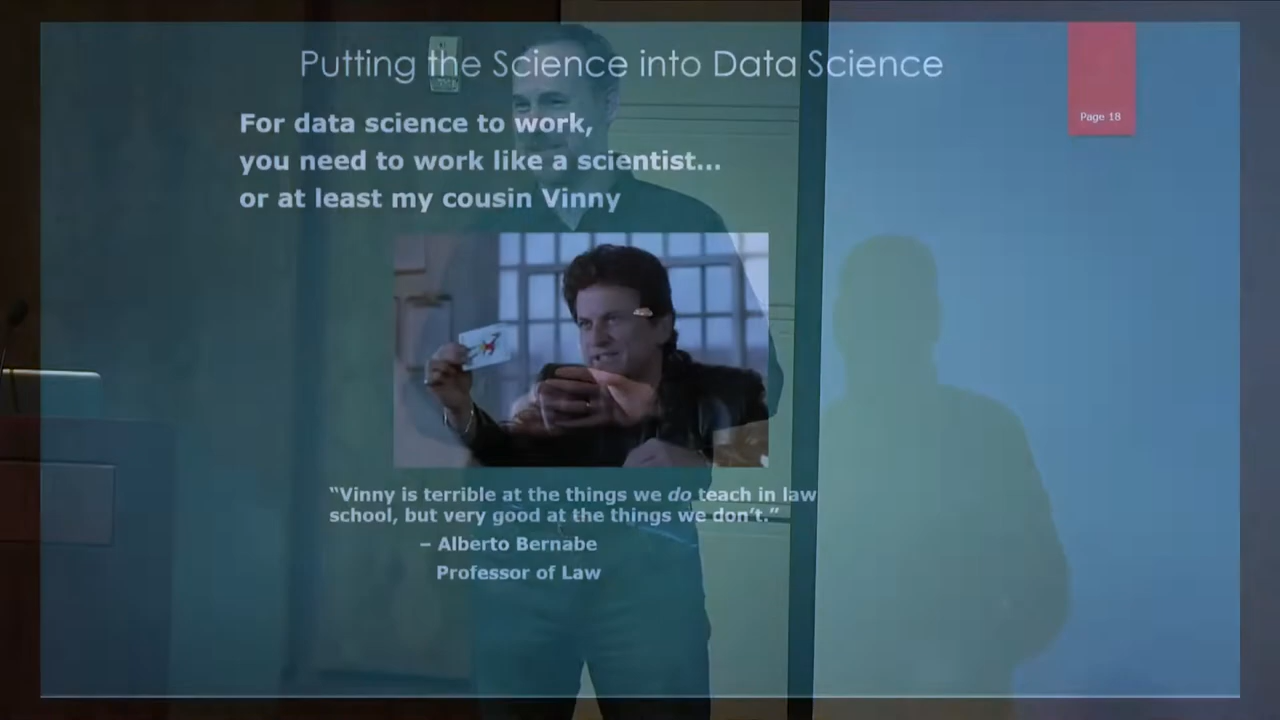 Putting the Science into Data Science
Page 18
For data science to work,
you need to work like a scientist...
or at least my cousin Vinny
“Vinny is terrible at the things we do teach in law
school, but very good at the things we don’t.”
– Alberto Bernabe
Professor of Law